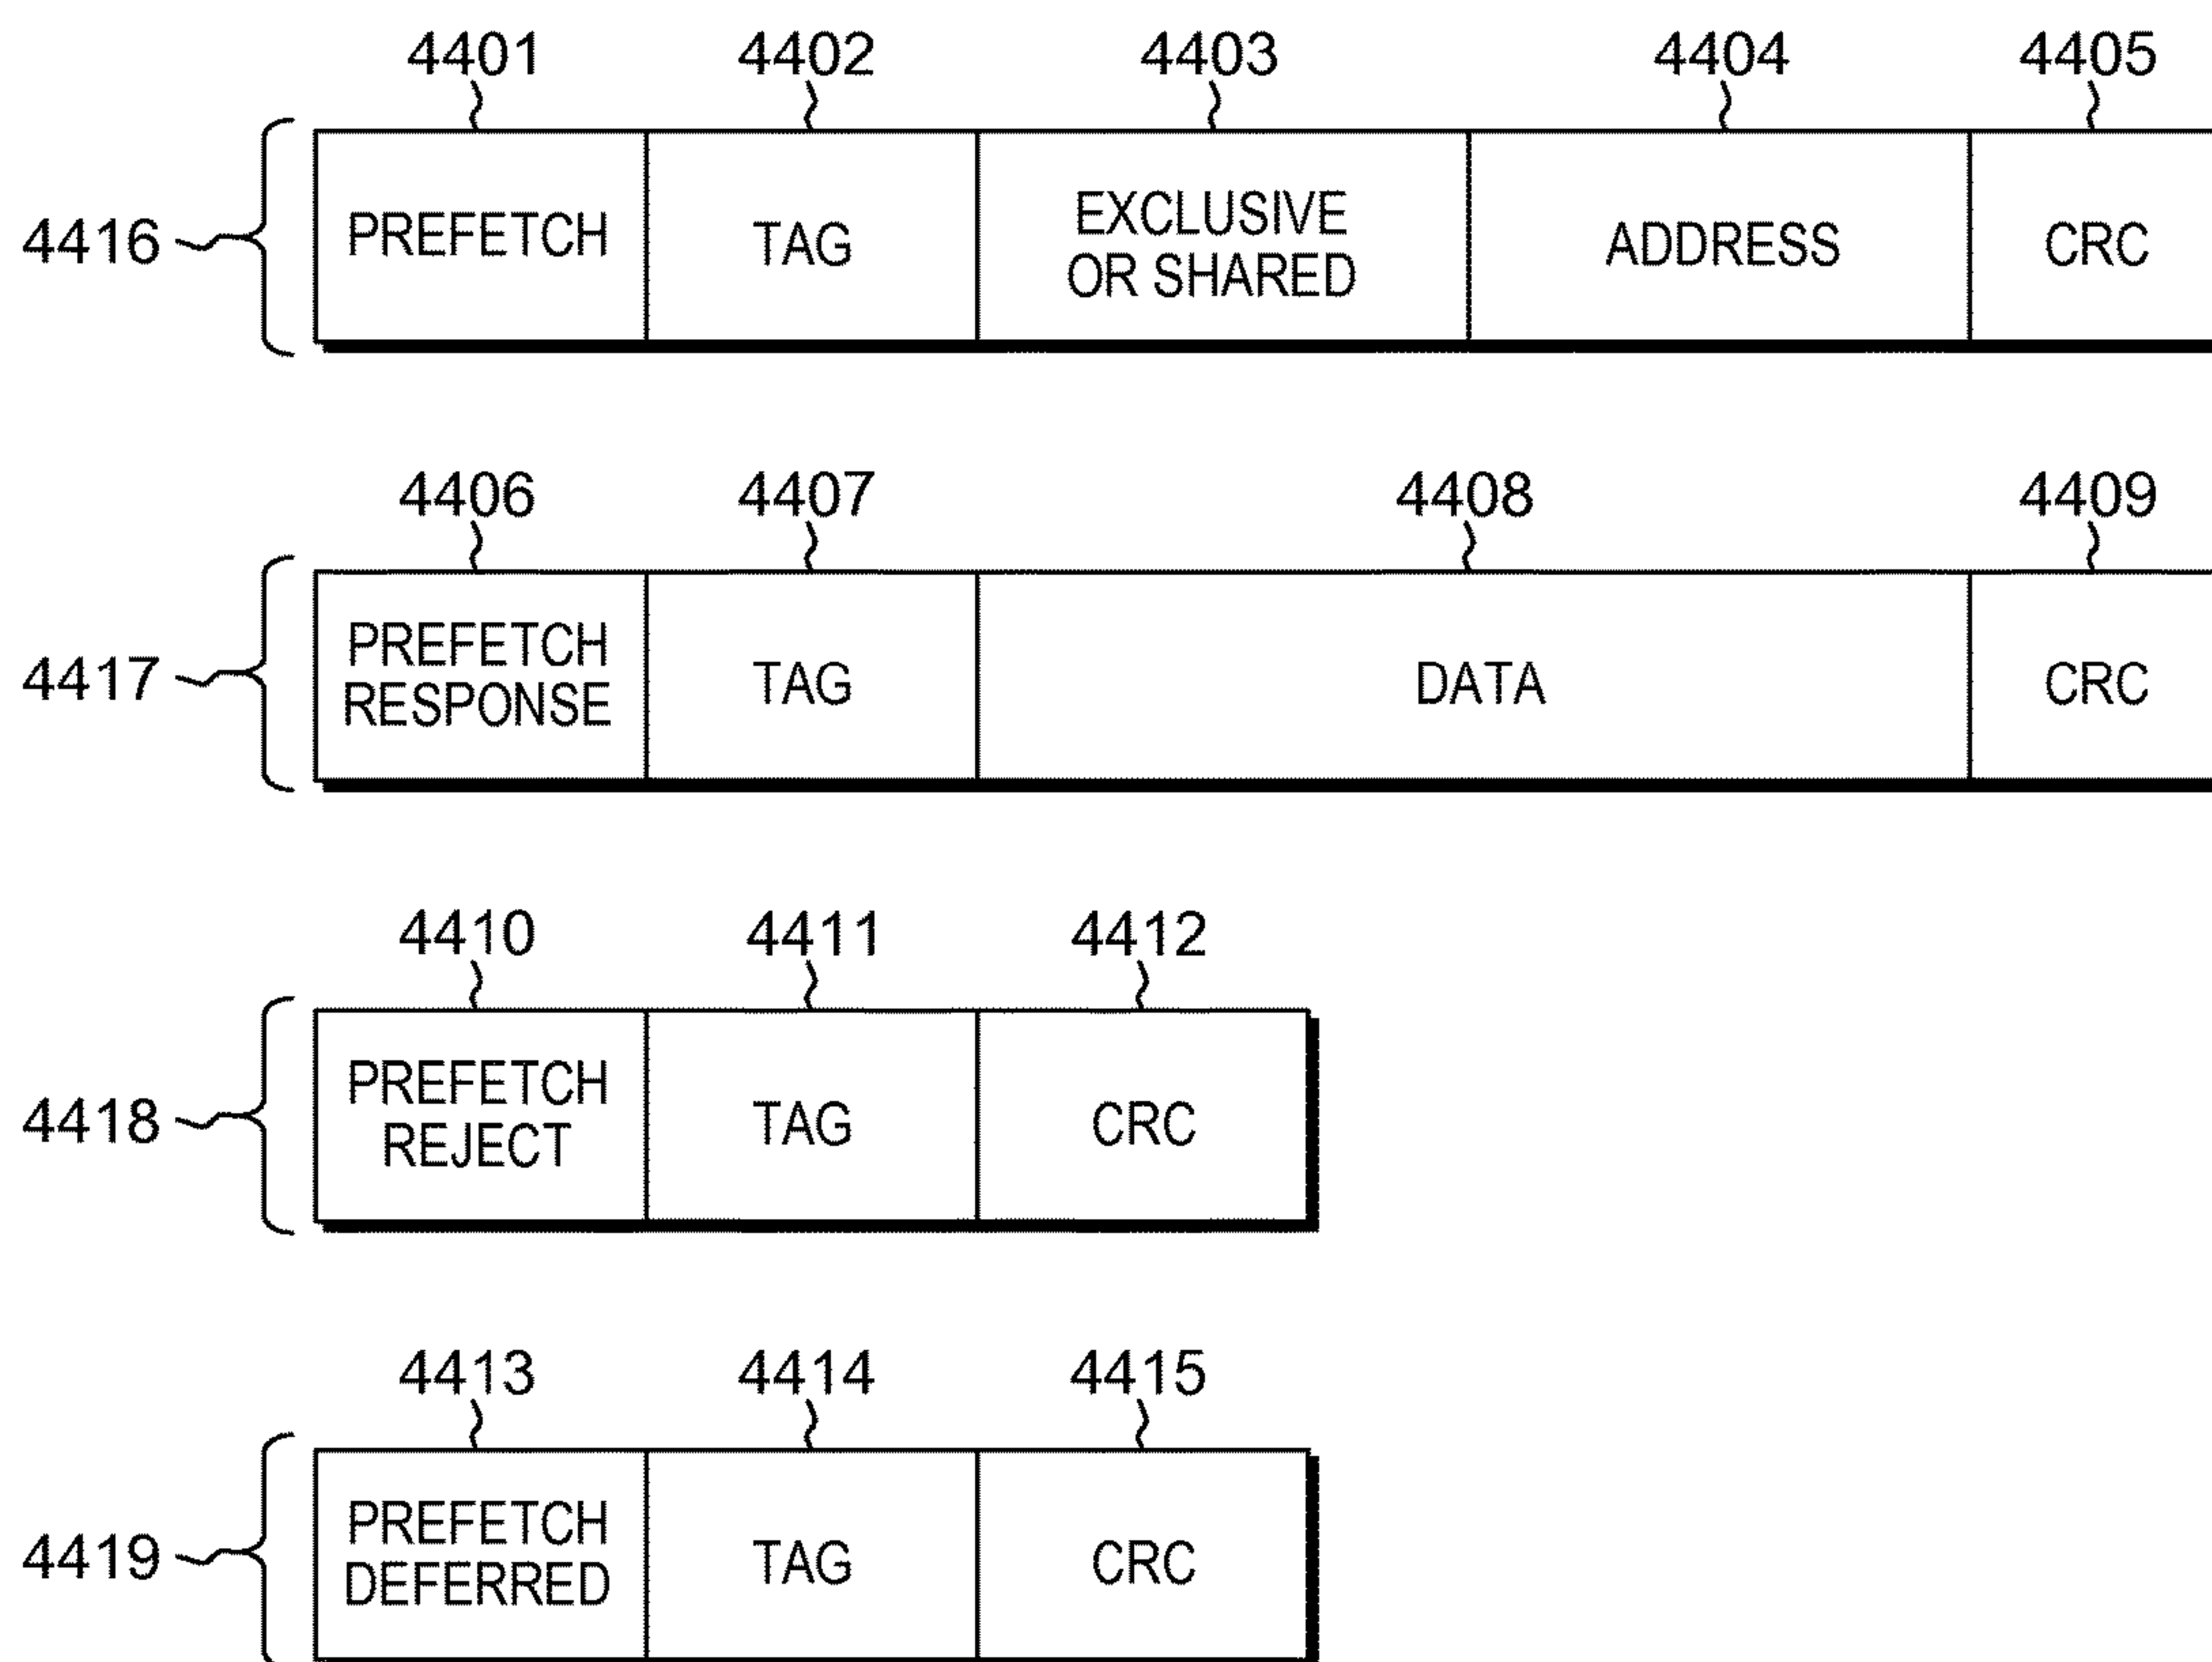 4401 4402 4403 4404 4405
4416
PREFETCH
TAG
EXCLUSIVE
OR SHARED
ADDRESS
CRC
4406 4407 4408 4409
4417
PREFETCH
RESPONSE
TAG
DATA
CRC
4410 4411 4412
4418
PREFETCH
REJECT
TAG
CRC
4413 4414 4415
4419
PREFETCH
DEFERRED
TAG
CRC